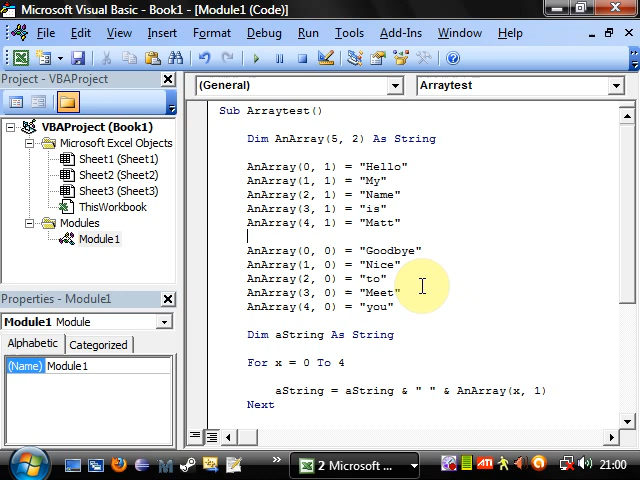 Microsoft Visual Basic - Book1 - [Module1 (Code)]
File Edit View Insert Format Debug Run Tools Add-Ins Window Help
Project - VBAProject
VBAProject (Book1)
Microsoft Excel Objects
Sheet1 (Sheet1)
Sheet2 (Sheet2)
Sheet3 (Sheet3)
ThisWorkbook
Modules
Module1
Properties - Module1
Module1 Module
Alphabetic Categorized
(Name) Module1
(General) Arraytest
Sub Arraytest()
Dim AnArray(5, 2) As String
AnArray(0, 1) = "Hello"
AnArray(1, 1) = "My"
AnArray(2, 1) = "Name"
AnArray(3, 1) = "is"
AnArray(4, 1) = "Matt"
AnArray(0, 0) = "Goodbye"
AnArray(1, 0) = "Nice"
AnArray(2, 0) = "to"
AnArray(3, 0) = "Meet"
AnArray(4, 0) = "you"
Dim aString As String
For x = 0 To 4
aString = aString & " " & AnArray(x, 1)
Next
2 Microsoft ...
ATI
21:00